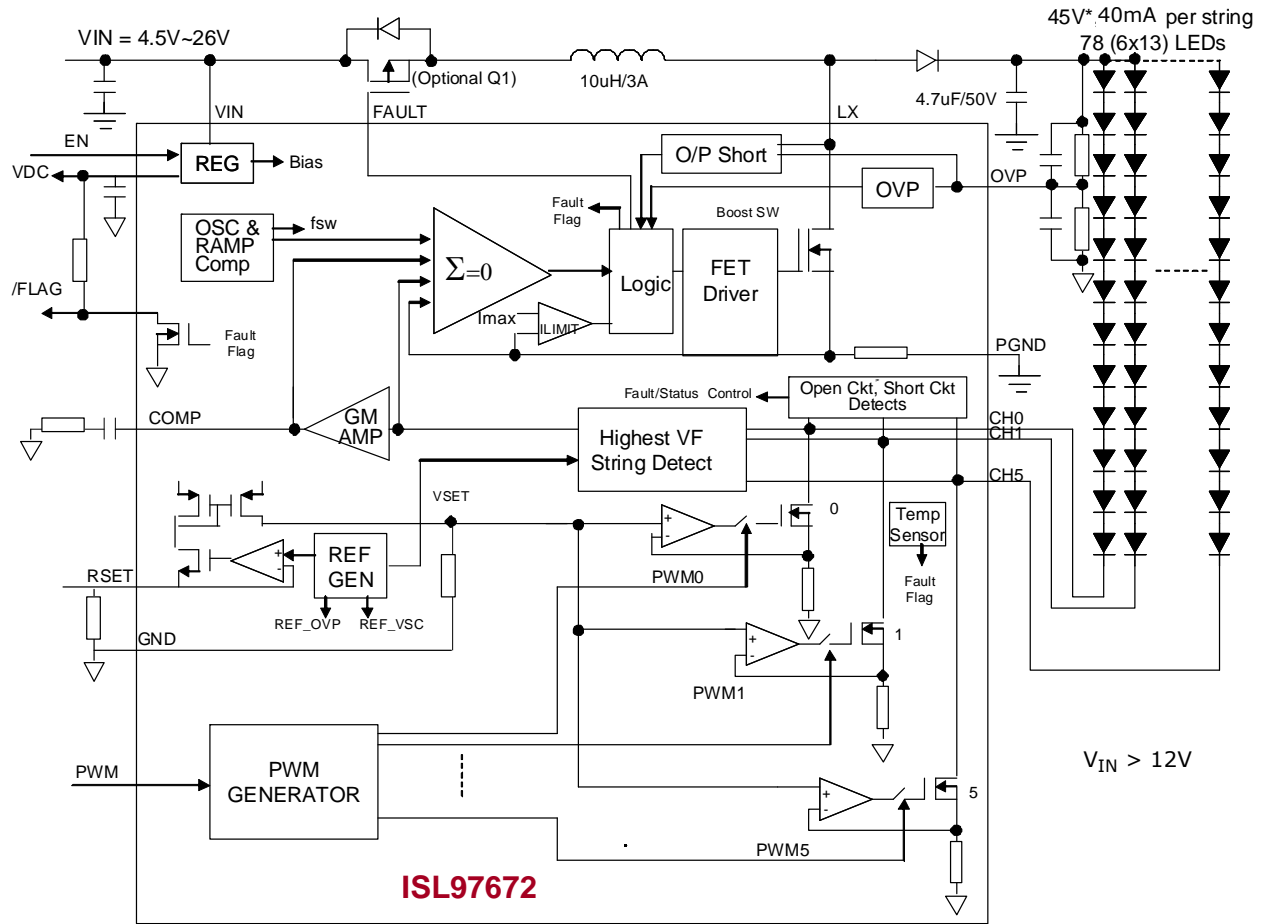 45V* 40mA per string
78 (6x13) LEDs
VIN = 4.5V~26V
(Optional Q1)
10uH/3A
4.7uF/50V
VIN
FAULT
LX
EN
VDC
REG
Bias
O/P Short
OVP
OVP
OSC &
RAMP
Comp
fsw
Fault
Flag
Boost SW
Σ=0
Logic
FET
Driver
Imax
ILIMIT
/FLAG
Fault
Flag
PGND
Fault/Status Control
Open Ckt, Short Ckt
Detects
COMP
GM
AMP
Highest VF
String Detect
CH0
CH1
CH5
VSET
+
-
0
Temp
Sensor
Fault
Flag
+
-
REF
GEN
RSET
PWM0
REF_OVP
REF_VSC
GND
+
-
1
PWM1
PWM
PWM
GENERATOR
VIN > 12V
+
-
5
PWM5
ISL97672